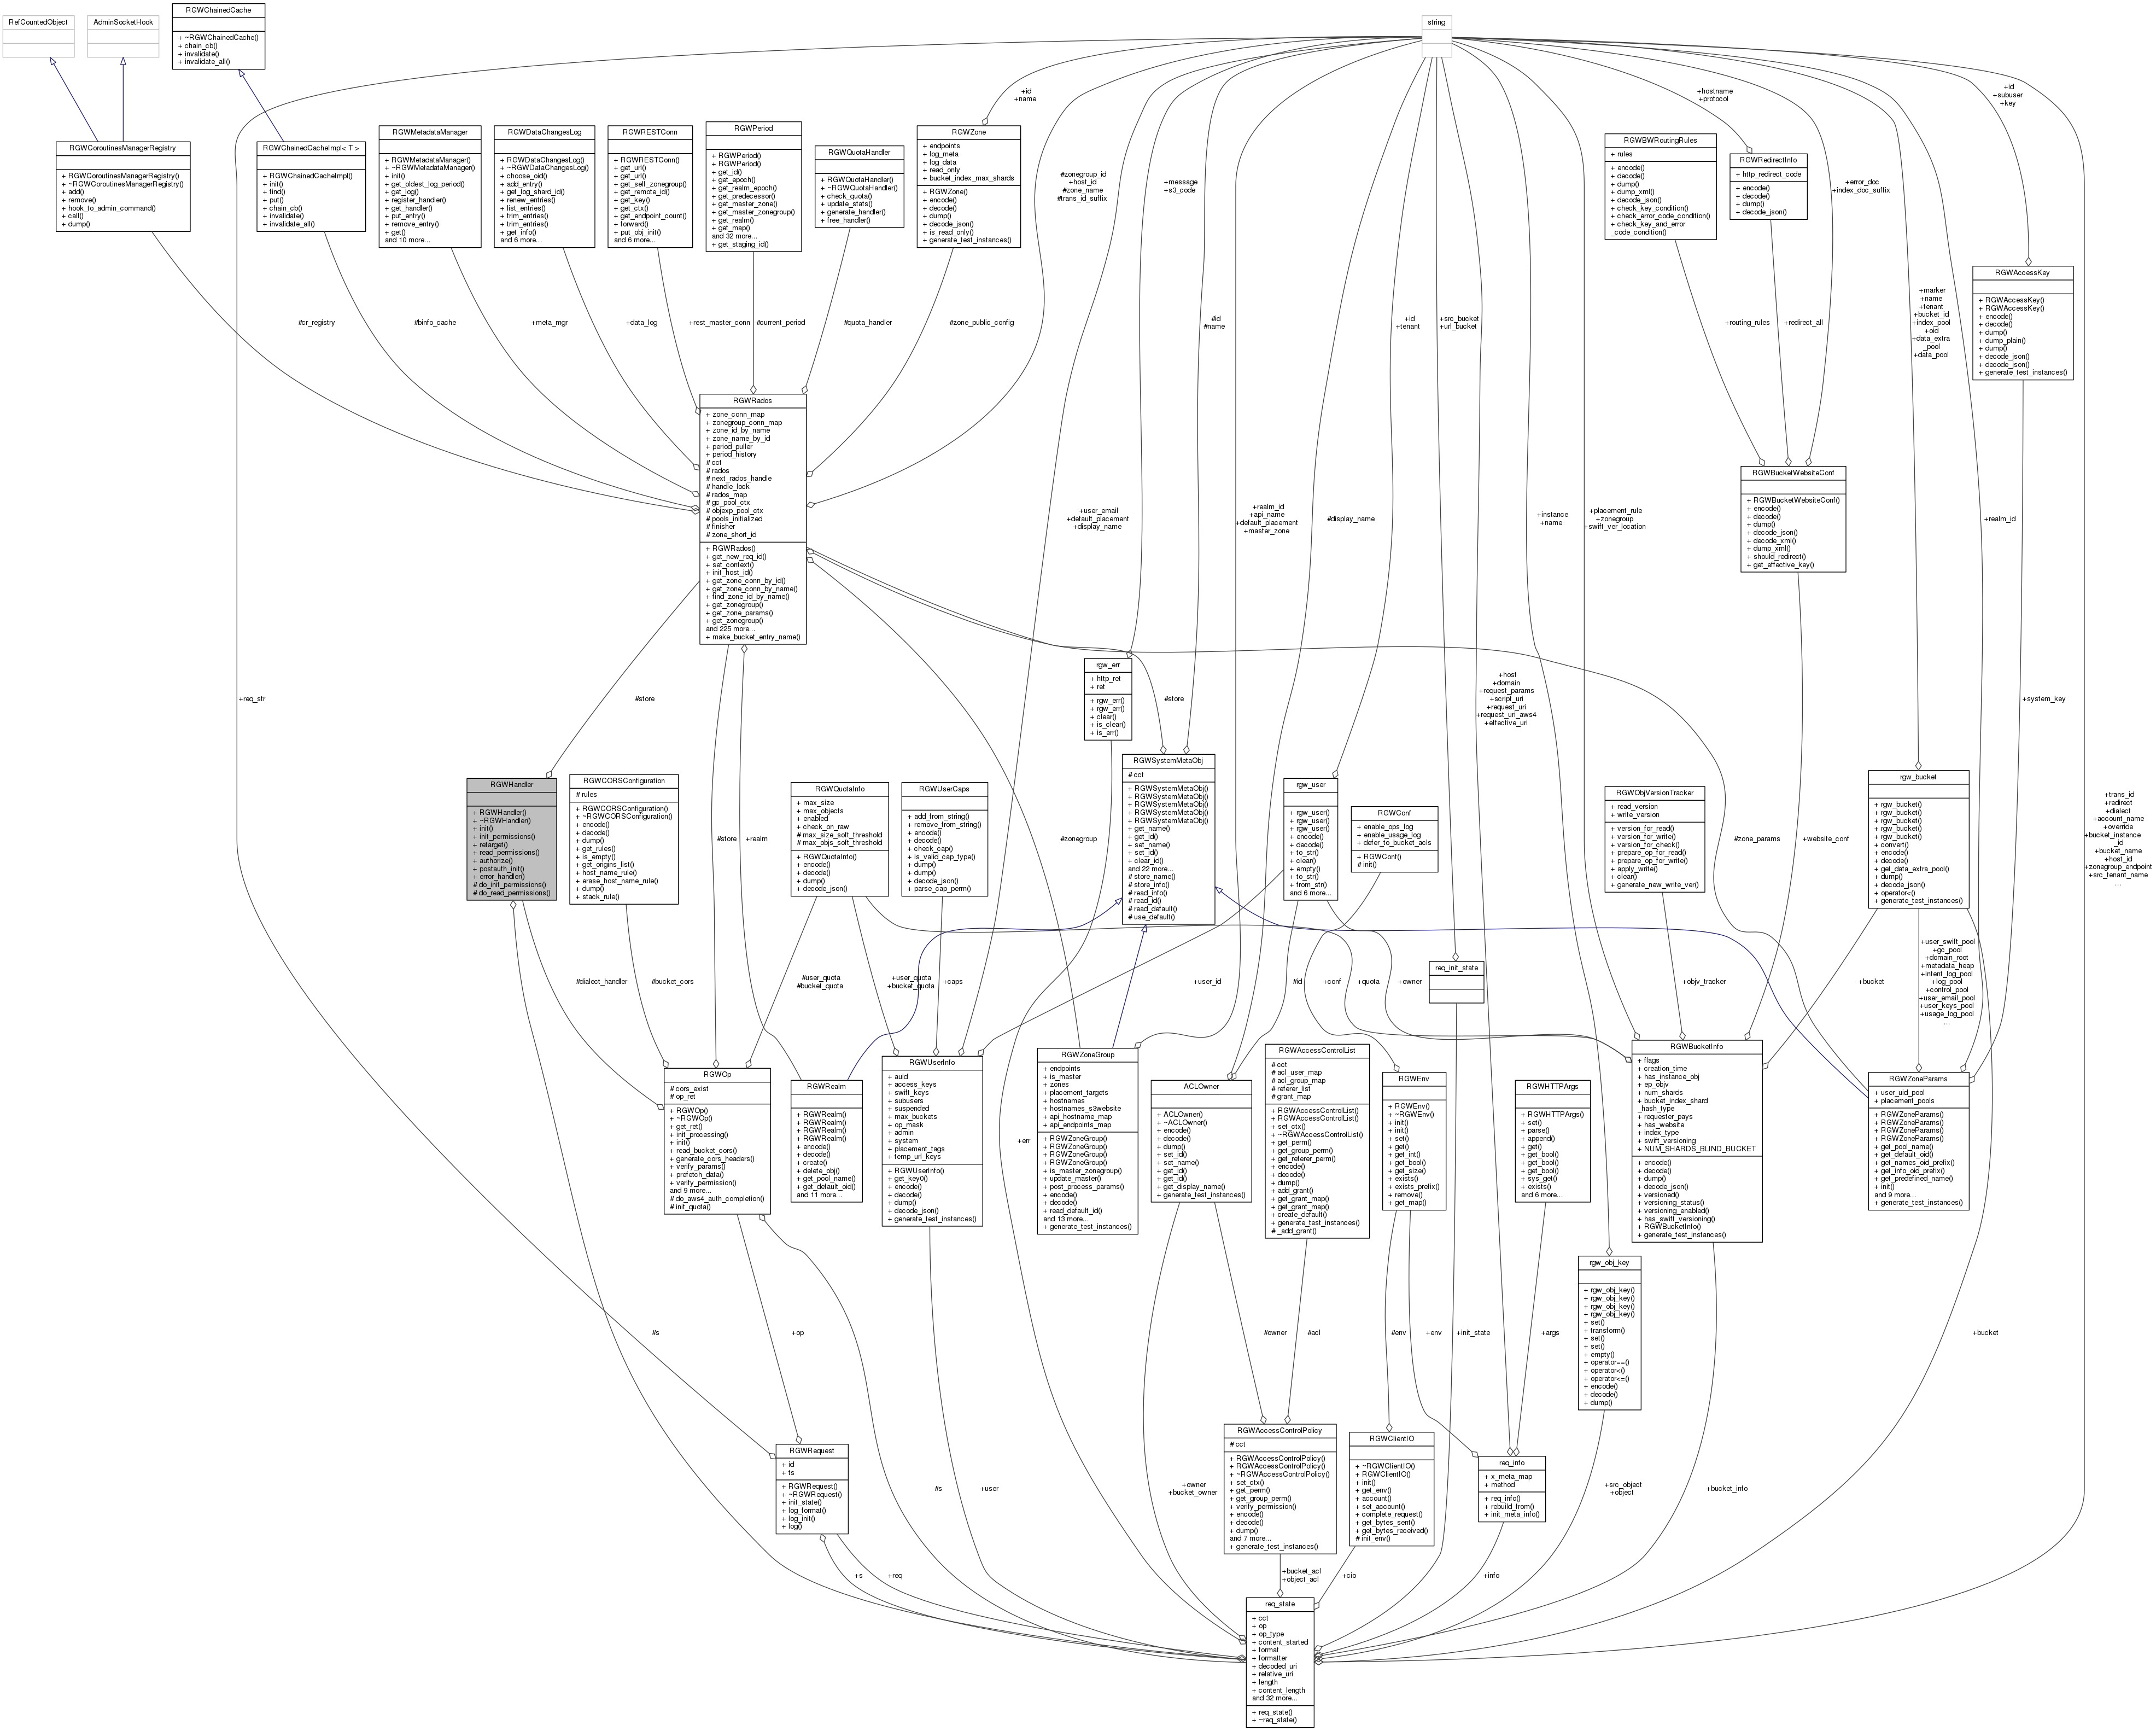 RefCountedObject
AdminSocketHook
RGWChainedCache
+ ~RGWChainedCache()
+ chain_cb()
+ invalidate()
+ invalidate_all()
string
RGWCoroutinesManagerRegistry
+ RGWCoroutinesManagerRegistry()
+ ~RGWCoroutinesManagerRegistry()
+ add()
+ remove()
+ hook_to_admin_command()
+ call()
+ dump()
RGWChainedCacheImpl< T >
+ RGWChainedCacheImpl()
+ init()
+ find()
+ put()
+ chain_cb()
+ invalidate()
+ invalidate_all()
RGWMetadataManager
+ RGWMetadataManager()
+ ~RGWMetadataManager()
+ init()
+ get_oldest_log_period()
+ get_log()
+ register_handler()
+ get_handler()
+ put_entry()
+ remove_entry()
+ get()
and 10 more...
RGWDataChangesLog
+ RGWDataChangesLog()
+ ~RGWDataChangesLog()
+ choose_oid()
+ add_entry()
+ get_log_shard_id()
+ renew_entries()
+ list_entries()
+ trim_entries()
+ get_info()
and 6 more...
RGWRESTConn
+ RGWRESTConn()
+ get_url()
+ get_url()
+ get_self_zonegroup()
+ get_remote_id()
+ get_key()
+ get_ctx()
+ get_endpoint_count()
+ forward()
+ put_obj_init()
and 6 more...
RGWPeriod
+ RGWPeriod()
+ RGWPeriod()
+ get_id()
+ get_epoch()
+ get_realm_epoch()
+ get_predecessor()
+ get_master_zone()
+ get_master_zonegroup()
+ get_realm()
+ get_map()
and 32 more...
+ get_staging_id()
RGWQuotaHandler
+ RGWQuotaHandler()
+ ~RGWQuotaHandler()
+ check_quota()
+ update_stats()
+ generate_handler()
+ free_handler()
+id
+name
RGWZone
+ endpoints
+ log_meta
+ log_data
+ read_only
+ bucket_index_max_shards
+ RGWZone()
+ encode()
+ decode()
+ dump()
+ decode_json()
+ is_read_only()
+ generate_test_instances()
#zonegroup_id
+host_id
#zone_name
#trans_id_suffix
+message
+s3_code
RGWBWRoutingRules
+ rules
+ encode()
+ decode()
+ dump()
+ dump_xml()
+ decode_json()
+ check_key_condition()
+ check_error_code_condition()
+ check_key_and_error
_code_condition()
+hostname
+protocol
RGWRedirectInfo
+ http_redirect_code
+ encode()
+ decode()
+ dump()
+ decode_json()
+error_doc
+index_doc_suffix
+id
+subuser
+key
RGWAccessKey
+ RGWAccessKey()
+ RGWAccessKey()
+ encode()
+ decode()
+ dump()
+ dump_plain()
+ dump()
+ decode_json()
+ decode_json()
+ generate_test_instances()
#cr_registry
#binfo_cache
+meta_mgr
+data_log
+rest_master_conn
#current_period
#quota_handler
#zone_public_config
#id
#name
+id
+tenant
+src_bucket
+url_bucket
+routing_rules
+redirect_all
+marker
+name
+tenant
+bucket_id
+index_pool
+oid
+data_extra
_pool
+data_pool
RGWRados
+ zone_conn_map
+ zonegroup_conn_map
+ zone_id_by_name
+ zone_name_by_id
+ period_puller
+ period_history
# cct
# rados
# next_rados_handle
# handle_lock
# rados_map
# gc_pool_ctx
# objexp_pool_ctx
# pools_initialized
# finisher
# zone_short_id
+ RGWRados()
+ get_new_req_id()
+ set_context()
+ init_host_id()
+ get_zone_conn_by_id()
+ get_zone_conn_by_name()
+ find_zone_id_by_name()
+ get_zonegroup()
+ get_zone_params()
+ get_zonegroup()
and 225 more...
+ make_bucket_entry_name()
+user_email
+default_placement
+display_name
+realm_id
+api_name
+default_placement
+master_zone
#display_name
+instance
+name
+placement_rule
+zonegroup
+swift_ver_location
RGWBucketWebsiteConf
+ RGWBucketWebsiteConf()
+ encode()
+ decode()
+ dump()
+ decode_json()
+ decode_xml()
+ dump_xml()
+ should_redirect()
+ get_effective_key()
+realm_id
+req_str
#store
rgw_err
+ http_ret
+ ret
+ rgw_err()
+ rgw_err()
+ clear()
+ is_clear()
+ is_err()
#store
+host
+domain
+request_params
+script_uri
+request_uri
+request_uri_aws4
+effective_uri
+system_key
RGWHandler
+ RGWHandler()
+ ~RGWHandler()
+ init()
+ init_permissions()
+ retarget()
+ read_permissions()
+ authorize()
+ postauth_init()
+ error_handler()
# do_init_permissions()
# do_read_permissions()
RGWCORSConfiguration
# rules
+ RGWCORSConfiguration()
+ ~RGWCORSConfiguration()
+ encode()
+ decode()
+ dump()
+ get_rules()
+ is_empty()
+ get_origins_list()
+ host_name_rule()
+ erase_host_name_rule()
+ dump()
+ stack_rule()
#store
+realm
RGWQuotaInfo
+ max_size
+ max_objects
+ enabled
+ check_on_raw
# max_size_soft_threshold
# max_objs_soft_threshold
+ RGWQuotaInfo()
+ encode()
+ decode()
+ dump()
+ decode_json()
RGWUserCaps
+ add_from_string()
+ remove_from_string()
+ encode()
+ decode()
+ check_cap()
+ is_valid_cap_type()
+ dump()
+ dump()
+ decode_json()
+ parse_cap_perm()
#zonegroup
RGWSystemMetaObj
# cct
+ RGWSystemMetaObj()
+ RGWSystemMetaObj()
+ RGWSystemMetaObj()
+ RGWSystemMetaObj()
+ RGWSystemMetaObj()
+ get_name()
+ get_id()
+ set_name()
+ set_id()
+ clear_id()
and 22 more...
# store_name()
# store_info()
# read_info()
# read_id()
# read_default()
# use_default()
rgw_user
+ rgw_user()
+ rgw_user()
+ rgw_user()
+ encode()
+ decode()
+ to_str()
+ clear()
+ empty()
+ to_str()
+ from_str()
and 6 more...
RGWConf
+ enable_ops_log
+ enable_usage_log
+ defer_to_bucket_acls
+ RGWConf()
# init()
RGWObjVersionTracker
+ read_version
+ write_version
+ version_for_read()
+ version_for_write()
+ version_for_check()
+ prepare_op_for_read()
+ prepare_op_for_write()
+ apply_write()
+ clear()
+ generate_new_write_ver()
#zone_params
+website_conf
rgw_bucket
+ rgw_bucket()
+ rgw_bucket()
+ rgw_bucket()
+ rgw_bucket()
+ rgw_bucket()
+ convert()
+ encode()
+ decode()
+ get_data_extra_pool()
+ dump()
+ decode_json()
+ operator<()
+ generate_test_instances()
+trans_id
+redirect
+dialect
+account_name
+override
+bucket_instance
_id
+bucket_name
+host_id
+zonegroup_endpoint
+src_tenant_name
...
#dialect_handler
#bucket_cors
#user_quota
#bucket_quota
+user_quota
+bucket_quota
+caps
+user_id
#id
+conf
+quota
+owner
req_init_state
+objv_tracker
+bucket
+user_swift_pool
+gc_pool
+domain_root
+metadata_heap
+intent_log_pool
+log_pool
+control_pool
+user_email_pool
+user_keys_pool
+usage_log_pool
...
RGWOp
# cors_exist
# op_ret
+ RGWOp()
+ ~RGWOp()
+ get_ret()
+ init_processing()
+ init()
+ read_bucket_cors()
+ generate_cors_headers()
+ verify_params()
+ prefetch_data()
+ verify_permission()
and 9 more...
# do_aws4_auth_completion()
# init_quota()
RGWRealm
+ RGWRealm()
+ RGWRealm()
+ RGWRealm()
+ RGWRealm()
+ encode()
+ decode()
+ create()
+ delete_obj()
+ get_pool_name()
+ get_default_oid()
and 11 more...
RGWUserInfo
+ auid
+ access_keys
+ swift_keys
+ subusers
+ suspended
+ max_buckets
+ op_mask
+ admin
+ system
+ placement_tags
+ temp_url_keys
+ RGWUserInfo()
+ get_key0()
+ encode()
+ decode()
+ dump()
+ decode_json()
+ generate_test_instances()
RGWZoneGroup
+ endpoints
+ is_master
+ zones
+ placement_targets
+ hostnames
+ hostnames_s3website
+ api_hostname_map
+ api_endpoints_map
+ RGWZoneGroup()
+ RGWZoneGroup()
+ RGWZoneGroup()
+ RGWZoneGroup()
+ is_master_zonegroup()
+ update_master()
+ post_process_params()
+ encode()
+ decode()
+ read_default_id()
and 13 more...
+ generate_test_instances()
ACLOwner
+ ACLOwner()
+ ~ACLOwner()
+ encode()
+ decode()
+ dump()
+ set_id()
+ set_name()
+ get_id()
+ get_id()
+ get_display_name()
+ generate_test_instances()
RGWAccessControlList
# cct
# acl_user_map
# acl_group_map
# referer_list
# grant_map
+ RGWAccessControlList()
+ RGWAccessControlList()
+ set_ctx()
+ ~RGWAccessControlList()
+ get_perm()
+ get_group_perm()
+ get_referer_perm()
+ encode()
+ decode()
+ dump()
+ add_grant()
+ get_grant_map()
+ get_grant_map()
+ create_default()
+ generate_test_instances()
# _add_grant()
RGWEnv
+ RGWEnv()
+ ~RGWEnv()
+ init()
+ init()
+ set()
+ get()
+ get_int()
+ get_bool()
+ get_size()
+ exists()
+ exists_prefix()
+ remove()
+ get_map()
RGWHTTPArgs
+ RGWHTTPArgs()
+ set()
+ parse()
+ append()
+ get()
+ get_bool()
+ get_bool()
+ get_bool()
+ sys_get()
+ exists()
and 6 more...
RGWBucketInfo
+ flags
+ creation_time
+ has_instance_obj
+ ep_objv
+ num_shards
+ bucket_index_shard
_hash_type
+ requester_pays
+ has_website
+ index_type
+ swift_versioning
+ NUM_SHARDS_BLIND_BUCKET
+ encode()
+ decode()
+ dump()
+ decode_json()
+ versioned()
+ versioning_status()
+ versioning_enabled()
+ has_swift_versioning()
+ RGWBucketInfo()
+ generate_test_instances()
RGWZoneParams
+ user_uid_pool
+ placement_pools
+ RGWZoneParams()
+ RGWZoneParams()
+ RGWZoneParams()
+ RGWZoneParams()
+ get_pool_name()
+ get_default_oid()
+ get_names_oid_prefix()
+ get_info_oid_prefix()
+ get_predefined_name()
+ init()
and 9 more...
+ generate_test_instances()
+err
rgw_obj_key
+ rgw_obj_key()
+ rgw_obj_key()
+ rgw_obj_key()
+ rgw_obj_key()
+ set()
+ transform()
+ set()
+ set()
+ empty()
+ operator==()
+ operator<()
+ operator<=()
+ encode()
+ decode()
+ dump()
#s
+op
#owner
#acl
#env
+env
+init_state
+args
+bucket
RGWRequest
+ id
+ ts
+ RGWRequest()
+ ~RGWRequest()
+ init_state()
+ log_format()
+ log_init()
+ log()
#s
+user
+owner
+bucket_owner
RGWAccessControlPolicy
# cct
+ RGWAccessControlPolicy()
+ RGWAccessControlPolicy()
+ ~RGWAccessControlPolicy()
+ set_ctx()
+ get_perm()
+ get_group_perm()
+ verify_permission()
+ encode()
+ decode()
+ dump()
and 7 more...
+ generate_test_instances()
RGWClientIO
+ ~RGWClientIO()
+ RGWClientIO()
+ init()
+ get_env()
+ account()
+ set_account()
+ complete_request()
+ get_bytes_sent()
+ get_bytes_received()
# init_env()
req_info
+ x_meta_map
+ method
+ req_info()
+ rebuild_from()
+ init_meta_info()
+src_object
+object
+bucket_info
+s
+req
+bucket_acl
+object_acl
+cio
+info
req_state
+ cct
+ op
+ op_type
+ content_started
+ format
+ formatter
+ decoded_uri
+ relative_uri
+ length
+ content_length
and 32 more...
+ req_state()
+ ~req_state()